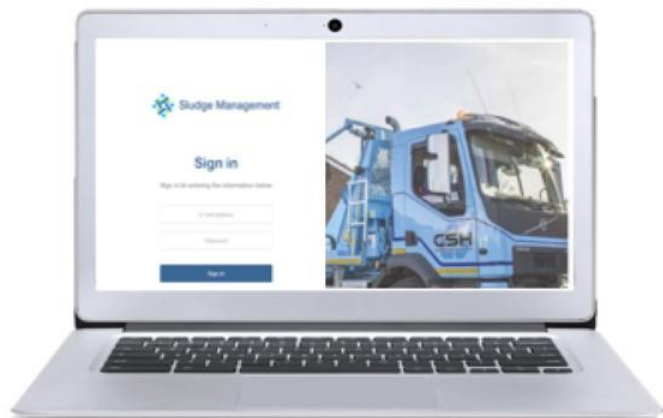 Sludge Management
Sign in
Sign in by entering the information below
E-mail address
Password
Sign In
CSH